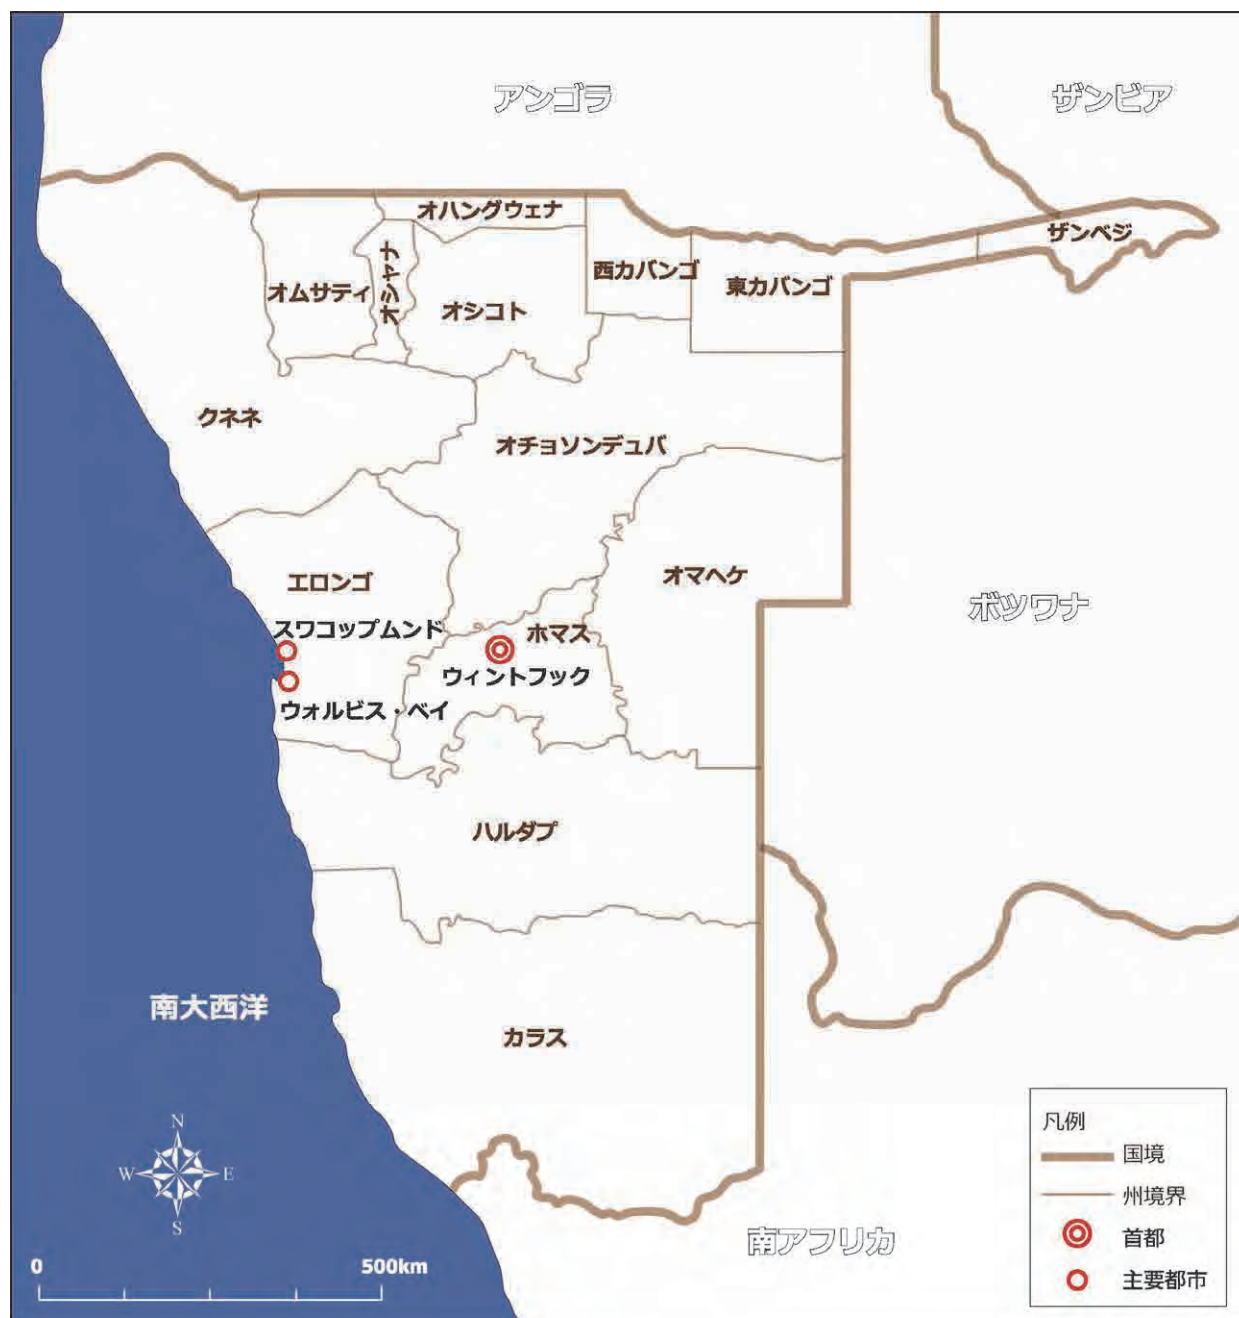 アンゴラ
ザンビア
オハングウェナ
ザンベジ
オシャナ
西カバンゴ
東カバンゴ
オムサティ
オシコト
クネネ
オチョソンデュパ
エロンゴ
オマヘケ
ボツワナ
スワコップムンド
ホマス
ウィントフック
ウォルビス・ベイ
ハルダプ
南大西洋
カラス
凡例
国境
州境界
首都
主要都市
N
W
E
S
南アフリカ
0
500km